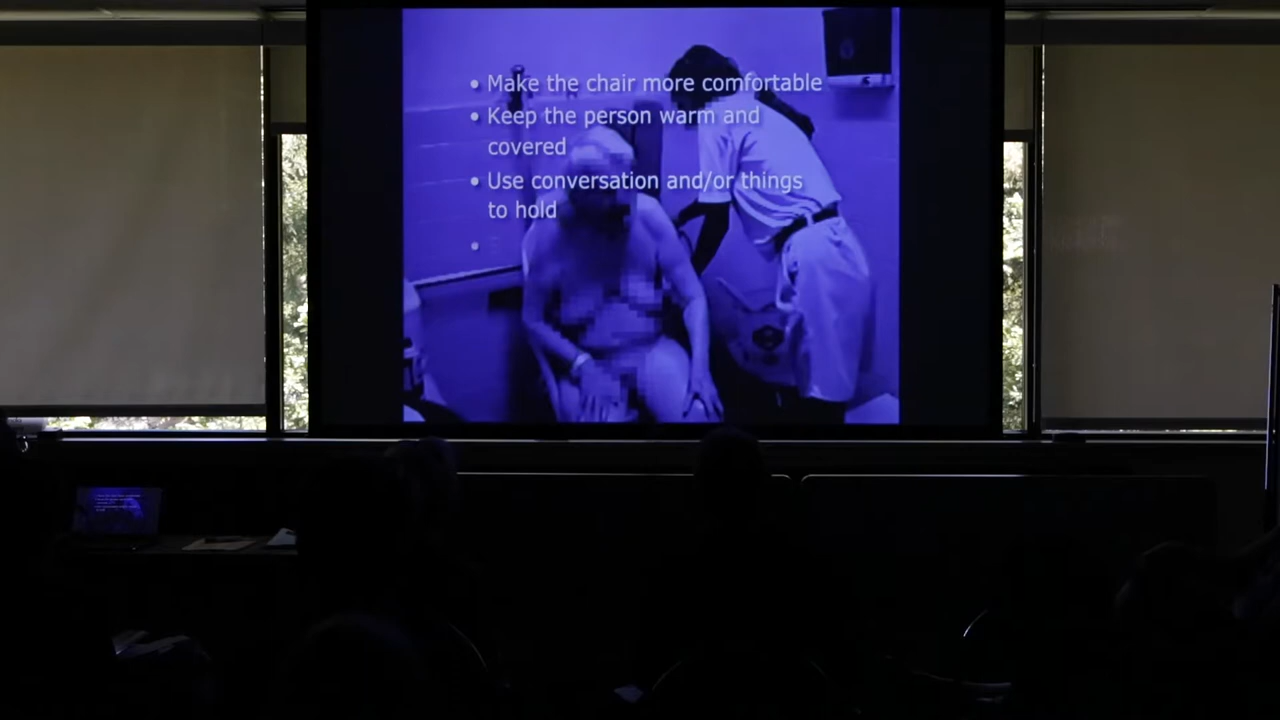 • Make the chair more comfortable
• Keep the person warm and
covered
• Use conversation and/or things
to hold
•